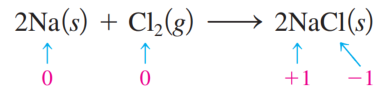 2Na(s) + Cl₂(g) ⟶ 2NaCl(s)
↑ ↑ ↑ ↖
0 0 +1 −1